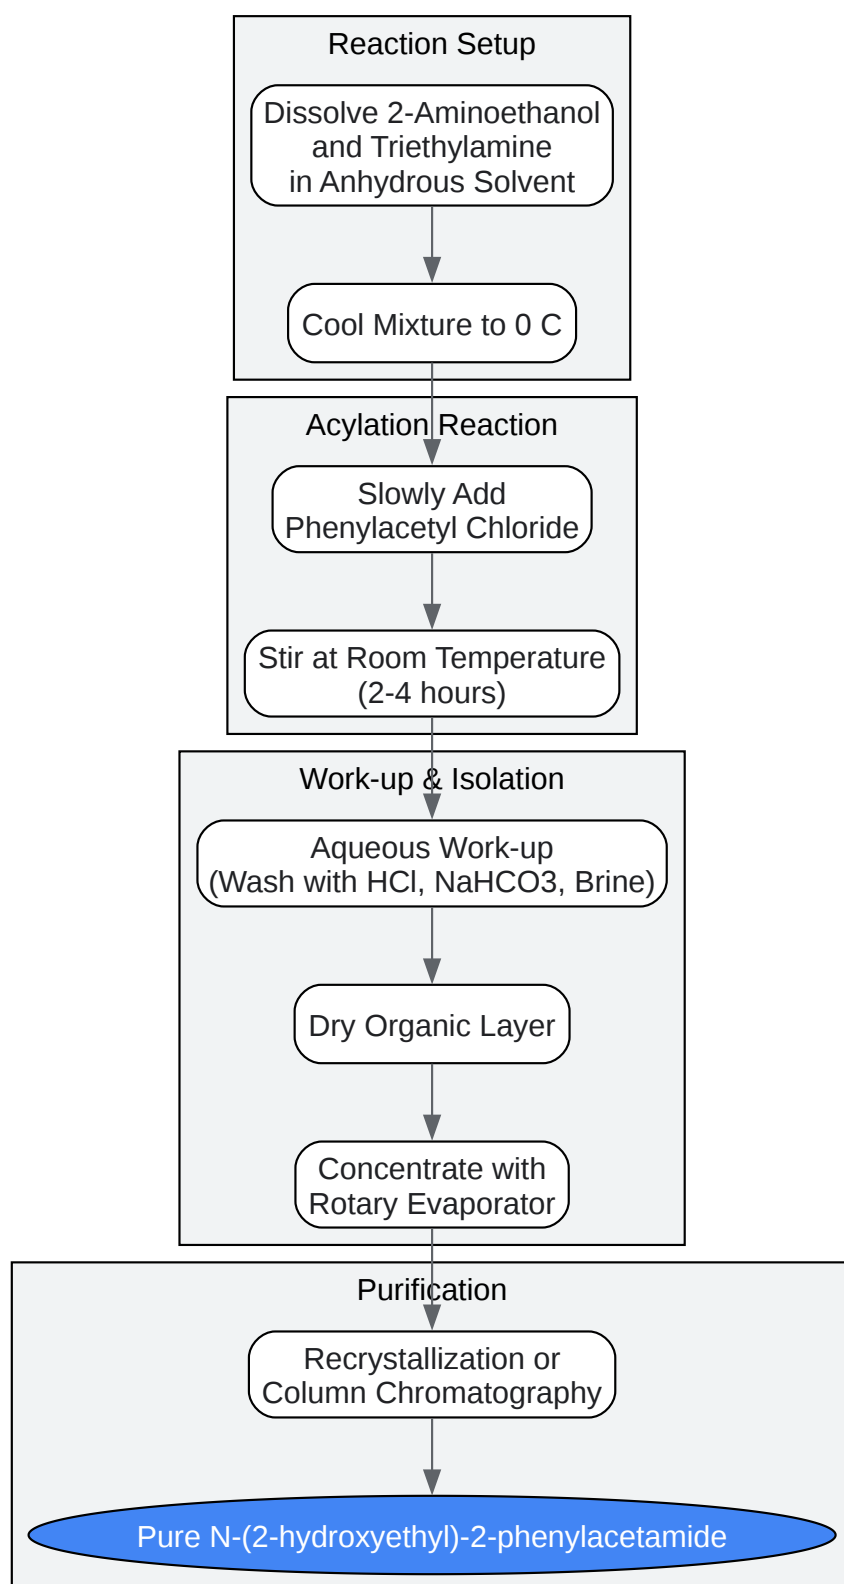 Reaction Setup
Dissolve 2-Aminoethanol
and Triethylamine
in Anhydrous Solvent
Cool Mixture to 0 C
Acylation Reaction
Slowly Add
Phenylacetyl Chloride
Stir at Room Temperature
(2-4 hours)
Work-up & Isolation
Aqueous Work-up
(Wash with HCl, NaHCO3, Brine)
Dry Organic Layer
Concentrate with
Rotary Evaporator
Purification
Recrystallization or
Column Chromatography
Pure N-(2-hydroxyethyl)-2-phenylacetamide